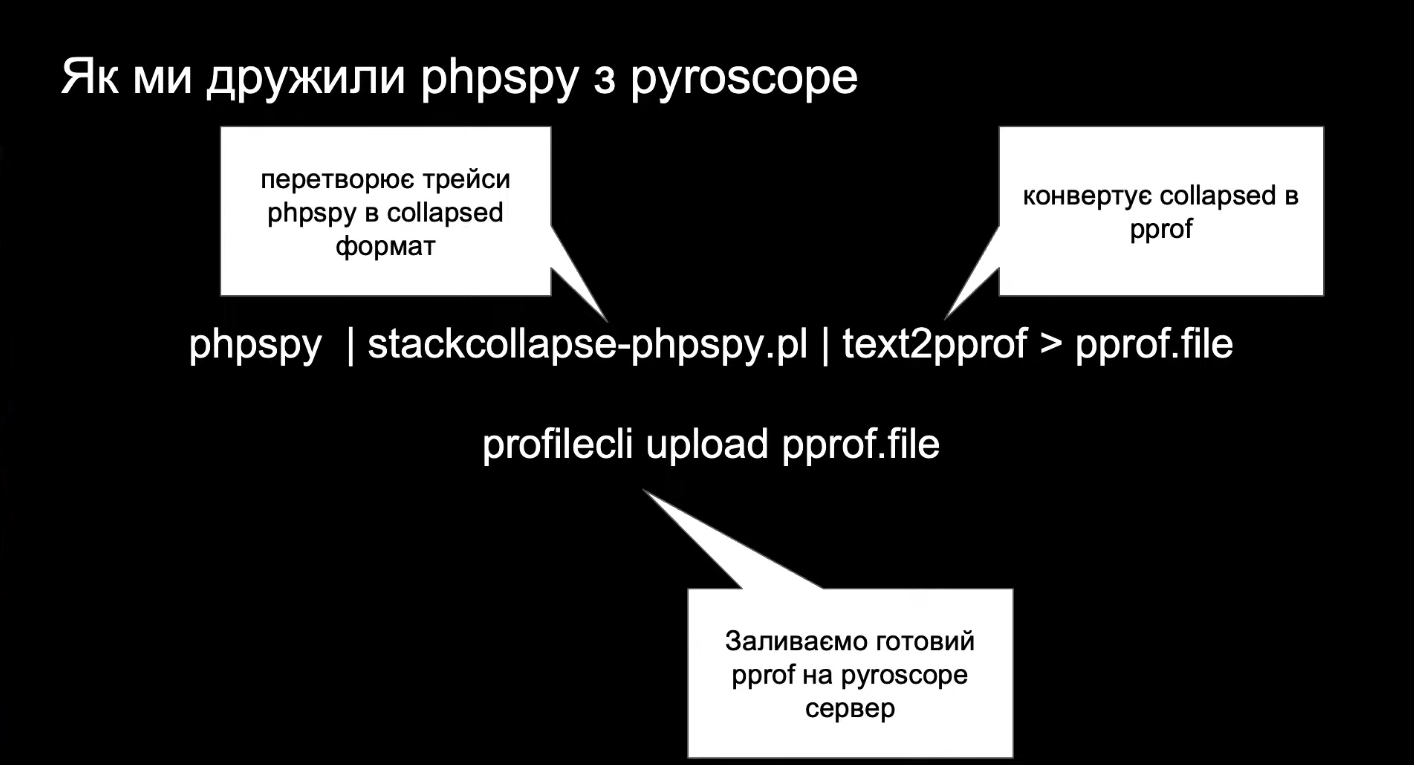 Як ми дружили phpspy з pyroscope
перетворює трейси
phpspy в collapsed
формат
конвертує collapsed в
pprof
phpspy | stackcollapse-phpspy.pl | text2pprof > pprof.file
profilecli upload pprof.file
Заливаємо готовий
pprof на pyroscope
сервер